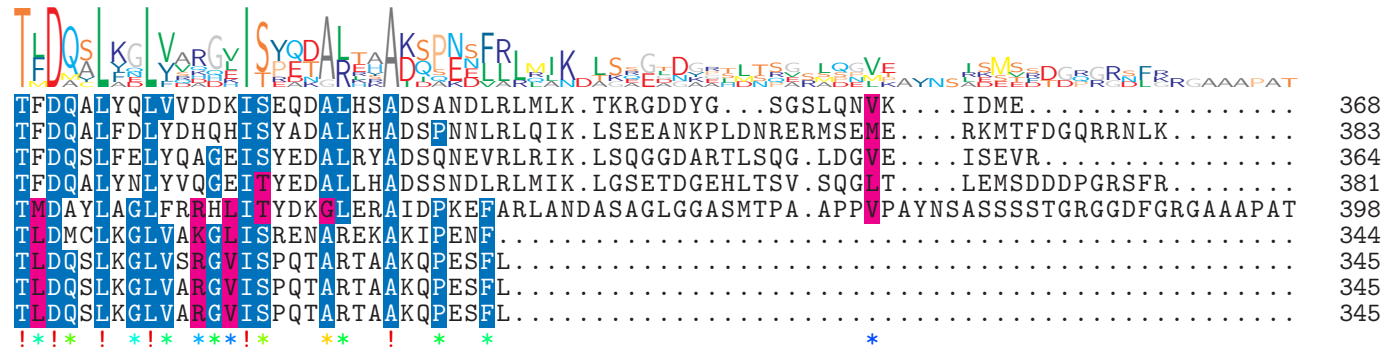 TFDQALYQLVVDDKISEQDALHSADSANDLRLMLK.TKRGDDYG...SGSLQNVK....IDME................. 368
TFDQALFDLYDHQHISYADALKHADSPNNLRLQIK.LSEEANKPLDNRERMSEME....RKMTFDGQRRNLK........ 383
TFDQSLFELYQAGEISYEDALRYADSQNEVRLRIK.LSQGGDARTLSQG.LDGVE....ISEVR................ 364
TFDQALYNLYVQGEITYEDALLHADSSNDLRLMIK.LGSETDGEHLTSV.SQGLT....LEMSDDDPGRSFR........ 381
TMDAYLAGLFRRHLITYDKGLERAIDPKEFARLANDASAGLGGASMTPA.APPVPAYNSASSSSTGRGGDFGRGAAAPAT 398
TLDMCLKGLVAKGLISRENAREKAKIPENF.................................................. 344
TLDQSLKGLVSRGVISPQTARTAAKQPESFL................................................. 345
TLDQSLKGLVARGVISPQTARTAAKQPESFL................................................. 345
TLDQSLKGLVARGVISPQTARTAAKQPESFL................................................. 345
!*!* ! *!* ***!*   **  !  *  *                       *